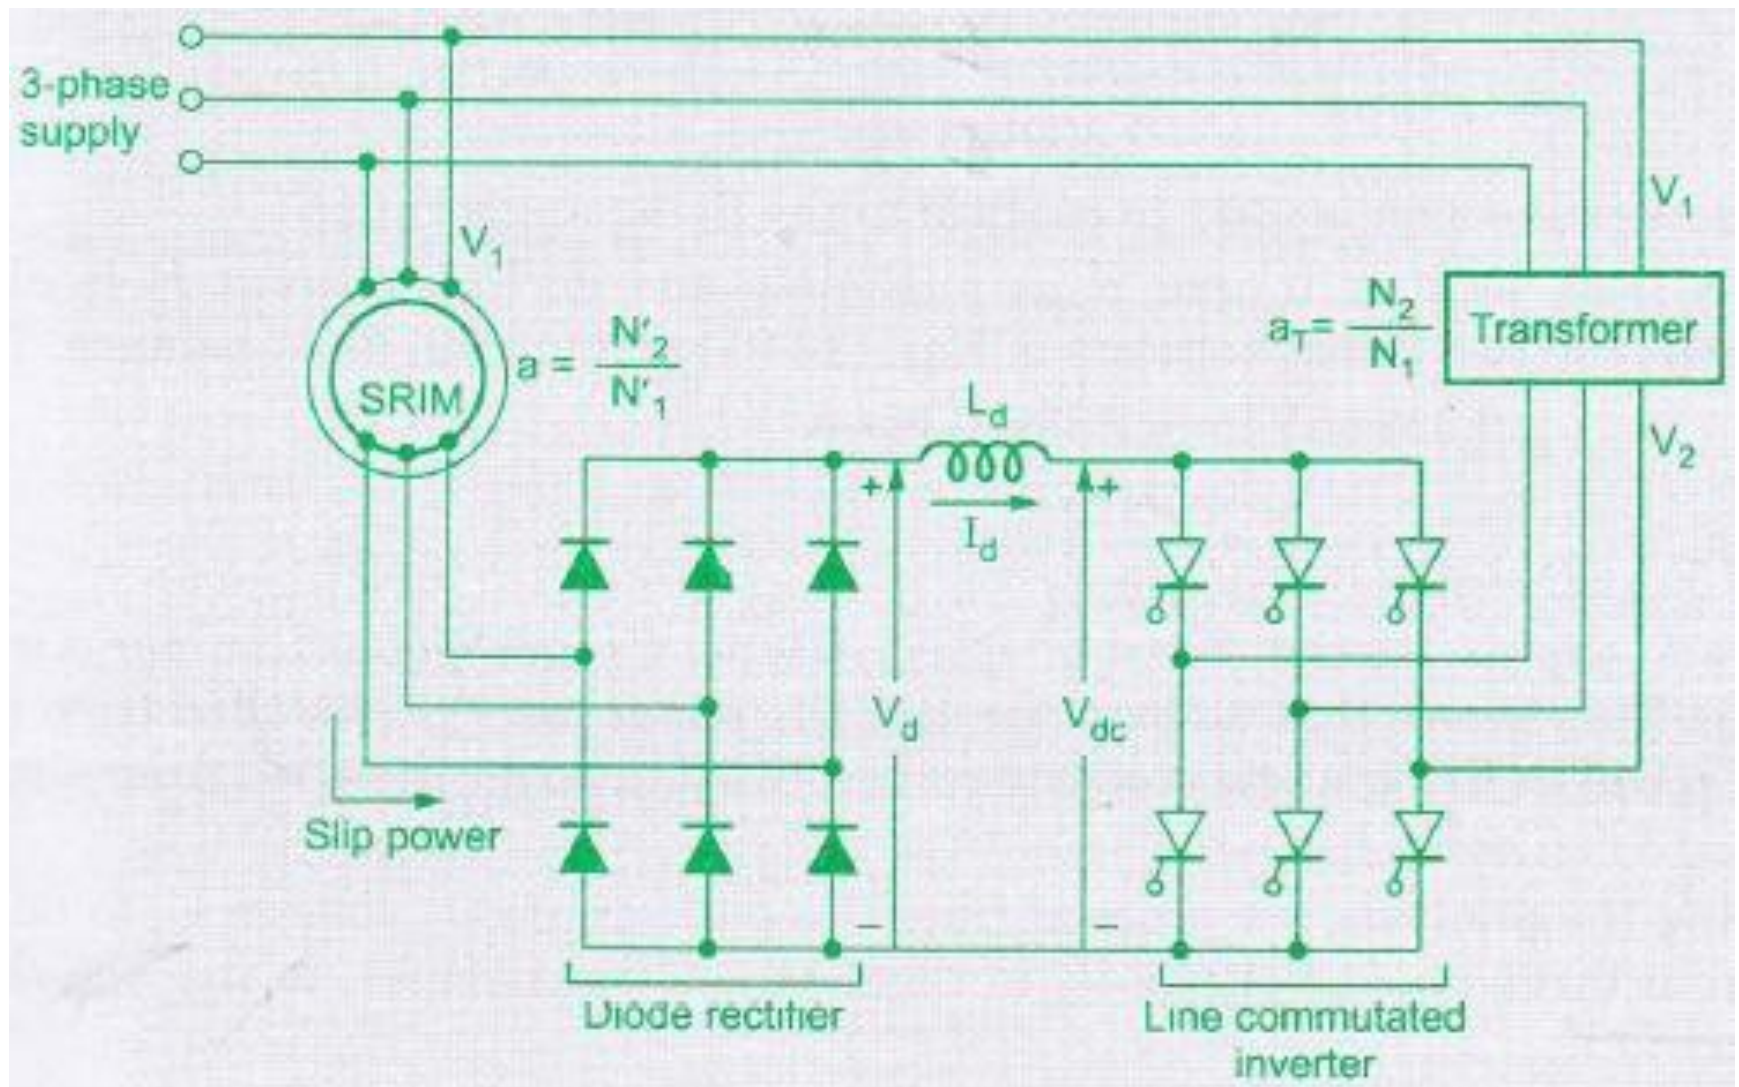 3-phase
supply
V1
V1
SRIM
a = N'2 / N'1
aT = N2 / N1
Transformer
V2
Ld
Id
+
+
Vd
Vdc
–
–
Slip power
Diode rectifier
Line commutated
inverter